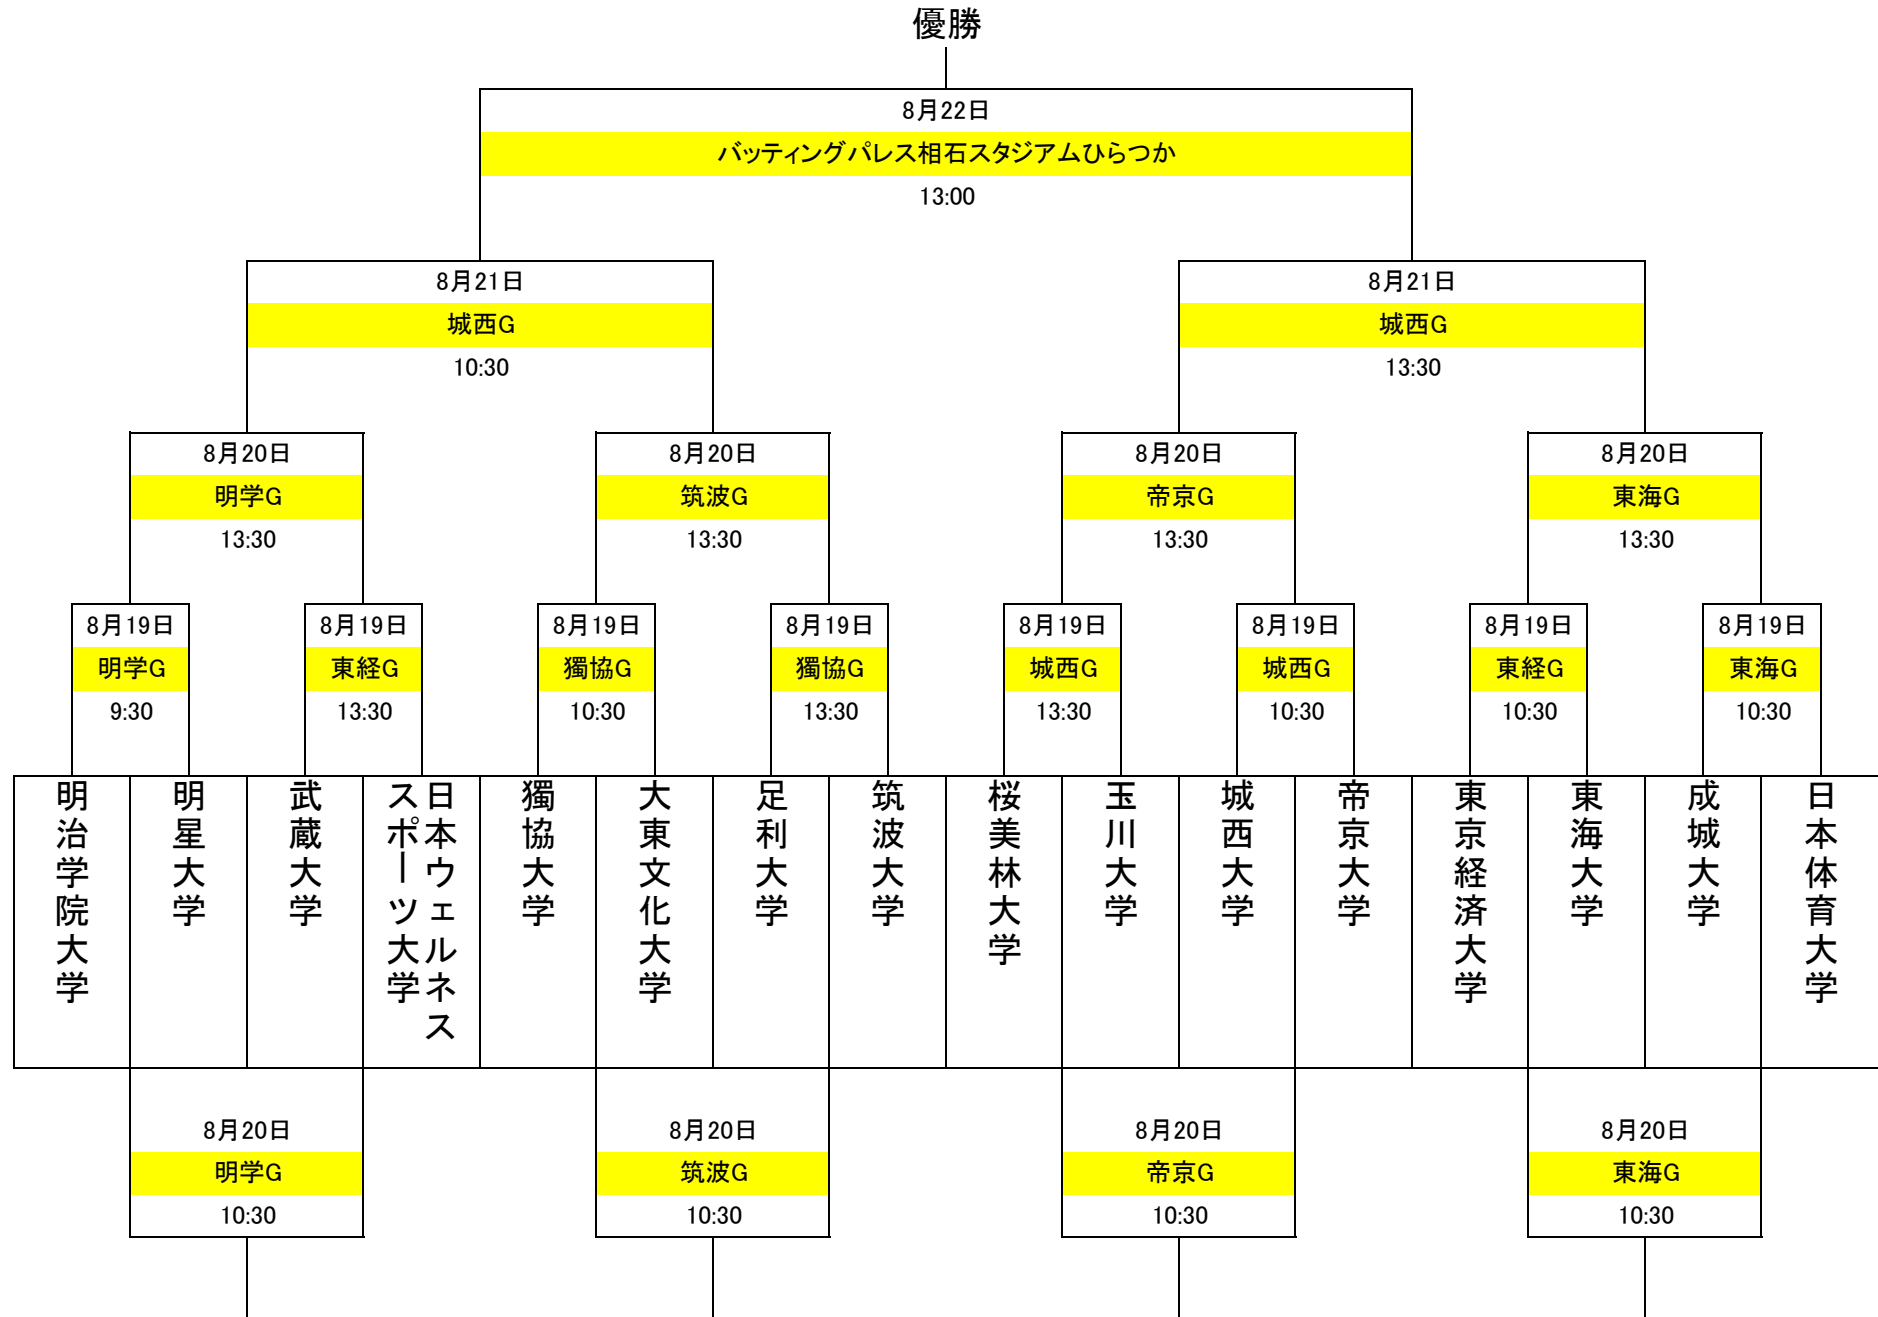 優勝
8月22日
バッティングパレス相石スタジアムひらつか
13:00
8月21日
8月21日
城西G
城西G
10:30
13:30
8月20日
8月20日
8月20日
8月20日
明学G
筑波G
帝京G
東海G
13:30
13:30
13:30
13:30
8月19日
8月19日
8月19日
8月19日
8月19日
8月19日
8月19日
8月19日
明学G
東経G
獨協G
獨協G
城西G
城西G
東経G
東海G
9:30
13:30
10:30
13:30
13:30
10:30
10:30
10:30
明治学院大学
明星大学
武蔵大学
日本ウェルネス
スポーツ大学
獨協大学
大東文化大学
足利大学
筑波大学
桜美林大学
玉川大学
城西大学
帝京大学
東京経済大学
東海大学
成城大学
日本体育大学
8月20日
8月20日
8月20日
8月20日
明学G
筑波G
帝京G
東海G
10:30
10:30
10:30
10:30